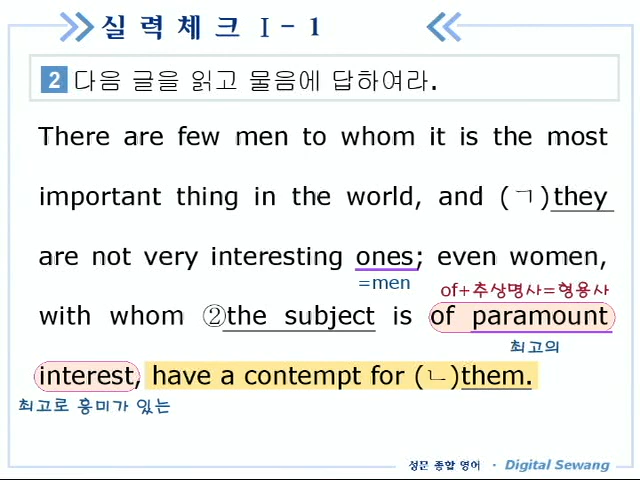 실력체크 I - 1
2 다음 글을 읽고 물음에 답하여라.
There are few men to whom it is the most
important thing in the world, and (ㄱ)they
are not very interesting ones; even women,
=men
of+추상명사=형용사
with whom ②the subject is of paramount
최고의
interest, have a contempt for (ㄴ)them.
최고로 흥미가 있는
정문 종합 영어 · Digital Sewang